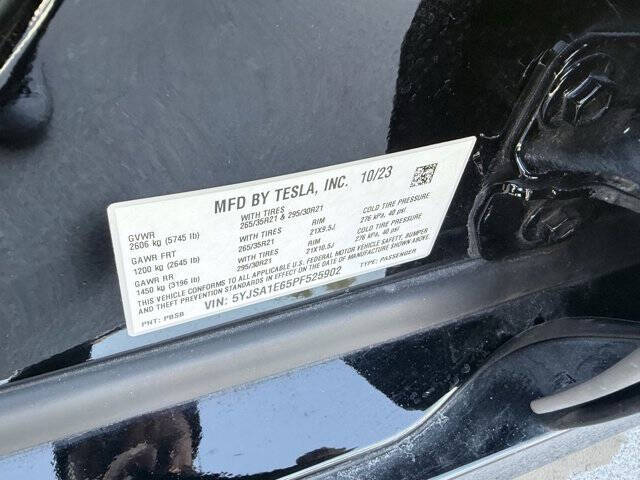 MFD BY TESLA, INC. 10/23
GVWR WITH TIRES COLD TIRE PRESSURE
2606 kg (5745 lb) 265/35R21 & 295/30R21 276 kPA, 40 psi
GAWR FRT WITH TIRES RIM COLD TIRE PRESSURE
1200 kg (2645 lb) 265/35R21 21X9.5J 276 kPA, 40 psi
GAWR RR WITH TIRES RIM
1450 kg (3196 lb) 295/30R21 21X10.5J
THIS VEHICLE CONFORMS TO ALL APPLICABLE U.S. FEDERAL MOTOR VEHICLE SAFETY, BUMPER
AND THEFT PREVENTION STANDARDS IN EFFECT ON THE DATE OF MANUFACTURE SHOWN ABOVE.
VIN: 5YJSA1E65PF525902 TYPE: PASSENGER
PNT: PBSB